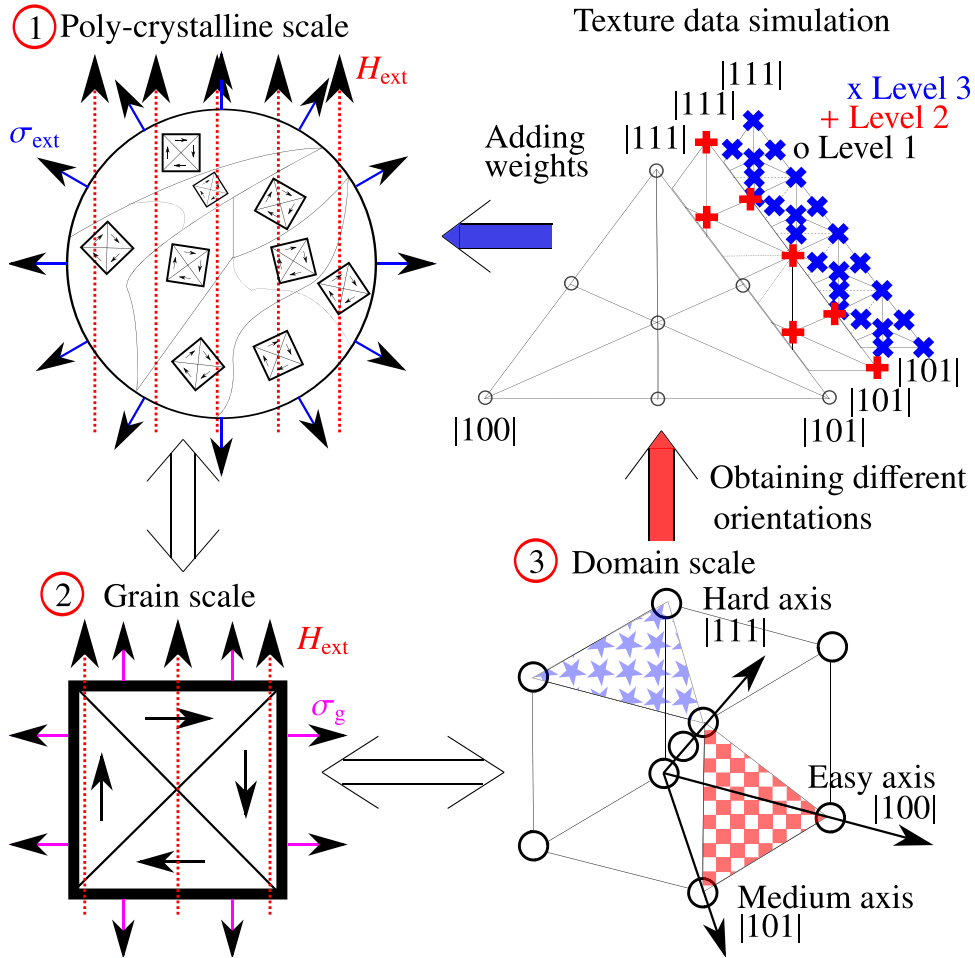 1 Poly-crystalline scale
Texture data simulation
H_ext
σ_ext
Adding
weights
|111|
|111|
|111|
x Level 3
+ Level 2
o Level 1
|100|
|101|
|101|
|101|
Obtaining different
orientations
2 Grain scale
H_ext
σ_g
3 Domain scale
Hard axis
|111|
Easy axis
|100|
Medium axis
|101|